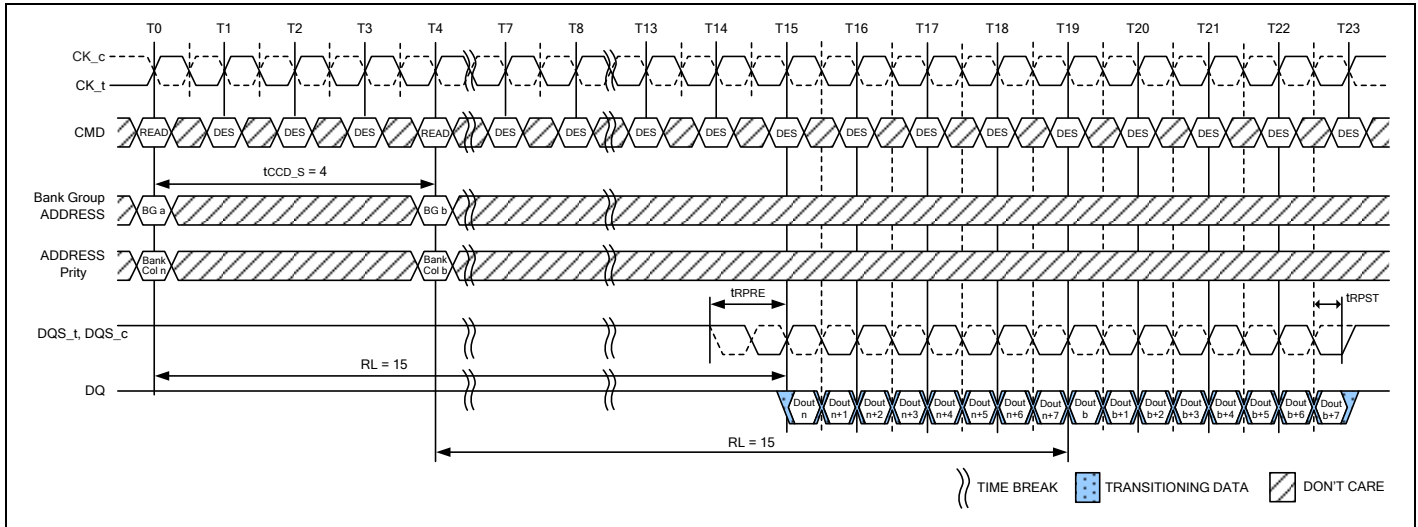 T0 T1 T2 T3 T4 T7 T8 T13 T14 T15 T16 T17 T18 T19 T20 T21 T22 T23
CK_c
CK_t
CMD READ DES DES DES READ DES DES DES DES DES DES DES DES DES DES DES DES DES
tCCD_S = 4
Bank Group
ADDRESS
BG a BG b
ADDRESS
Prity
Bank
Col n
Bank
Col b
tRPRE
tRPST
DQS_t, DQS_c
RL = 15
DQ
Dout
n
Dout
n+1
Dout
n+2
Dout
n+3
Dout
n+4
Dout
n+5
Dout
n+6
Dout
n+7
Dout
b
Dout
b+1
Dout
b+2
Dout
b+3
Dout
b+4
Dout
b+5
Dout
b+6
Dout
b+7
RL = 15
TIME BREAK TRANSITIONING DATA DON'T CARE